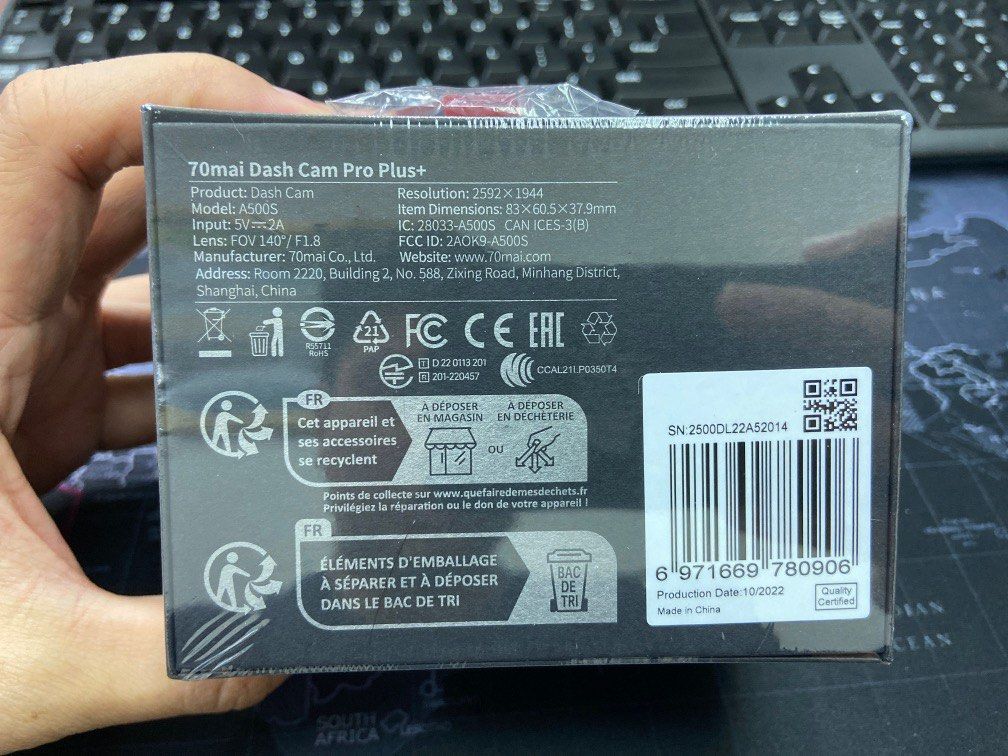 70mai Dash Cam Pro Plus+
Product: Dash Cam
Model: A500S
Input: 5V⎓2A
Lens: FOV 140°/ F1.8
Manufacturer: 70mai Co., Ltd.
Resolution: 2592×1944
Item Dimensions: 83×60.5×37.9mm
IC: 28033-A500S CAN ICES-3(B)
FCC ID: 2AOK9-A500S
Website: www.70mai.com
Address: Room 2220, Building 2, No. 588, Zixing Road, Minhang District,
Shanghai, China
R55711
RoHS
21
PAP
FC
CE
EAC
T D 22 0113 201
R 201-220457
CCAL21LP0350T4
FR
Cet appareil et
ses accessoires
se recyclent
À DÉPOSER
EN MAGASIN
OU
À DÉPOSER
EN DÉCHÈTERIE
Points de collecte sur www.quefairedemesdechets.fr
Privilégiez la réparation ou le don de votre appareil !
FR
ÉLÉMENTS D'EMBALLAGE
À SÉPARER ET À DÉPOSER
DANS LE BAC DE TRI
BAC
DE
TRI
SN:2500DL22A52014
6 971669 780906
Production Date:10/2022
Made in China
Quality
Certified
SOUTH
AFRICA